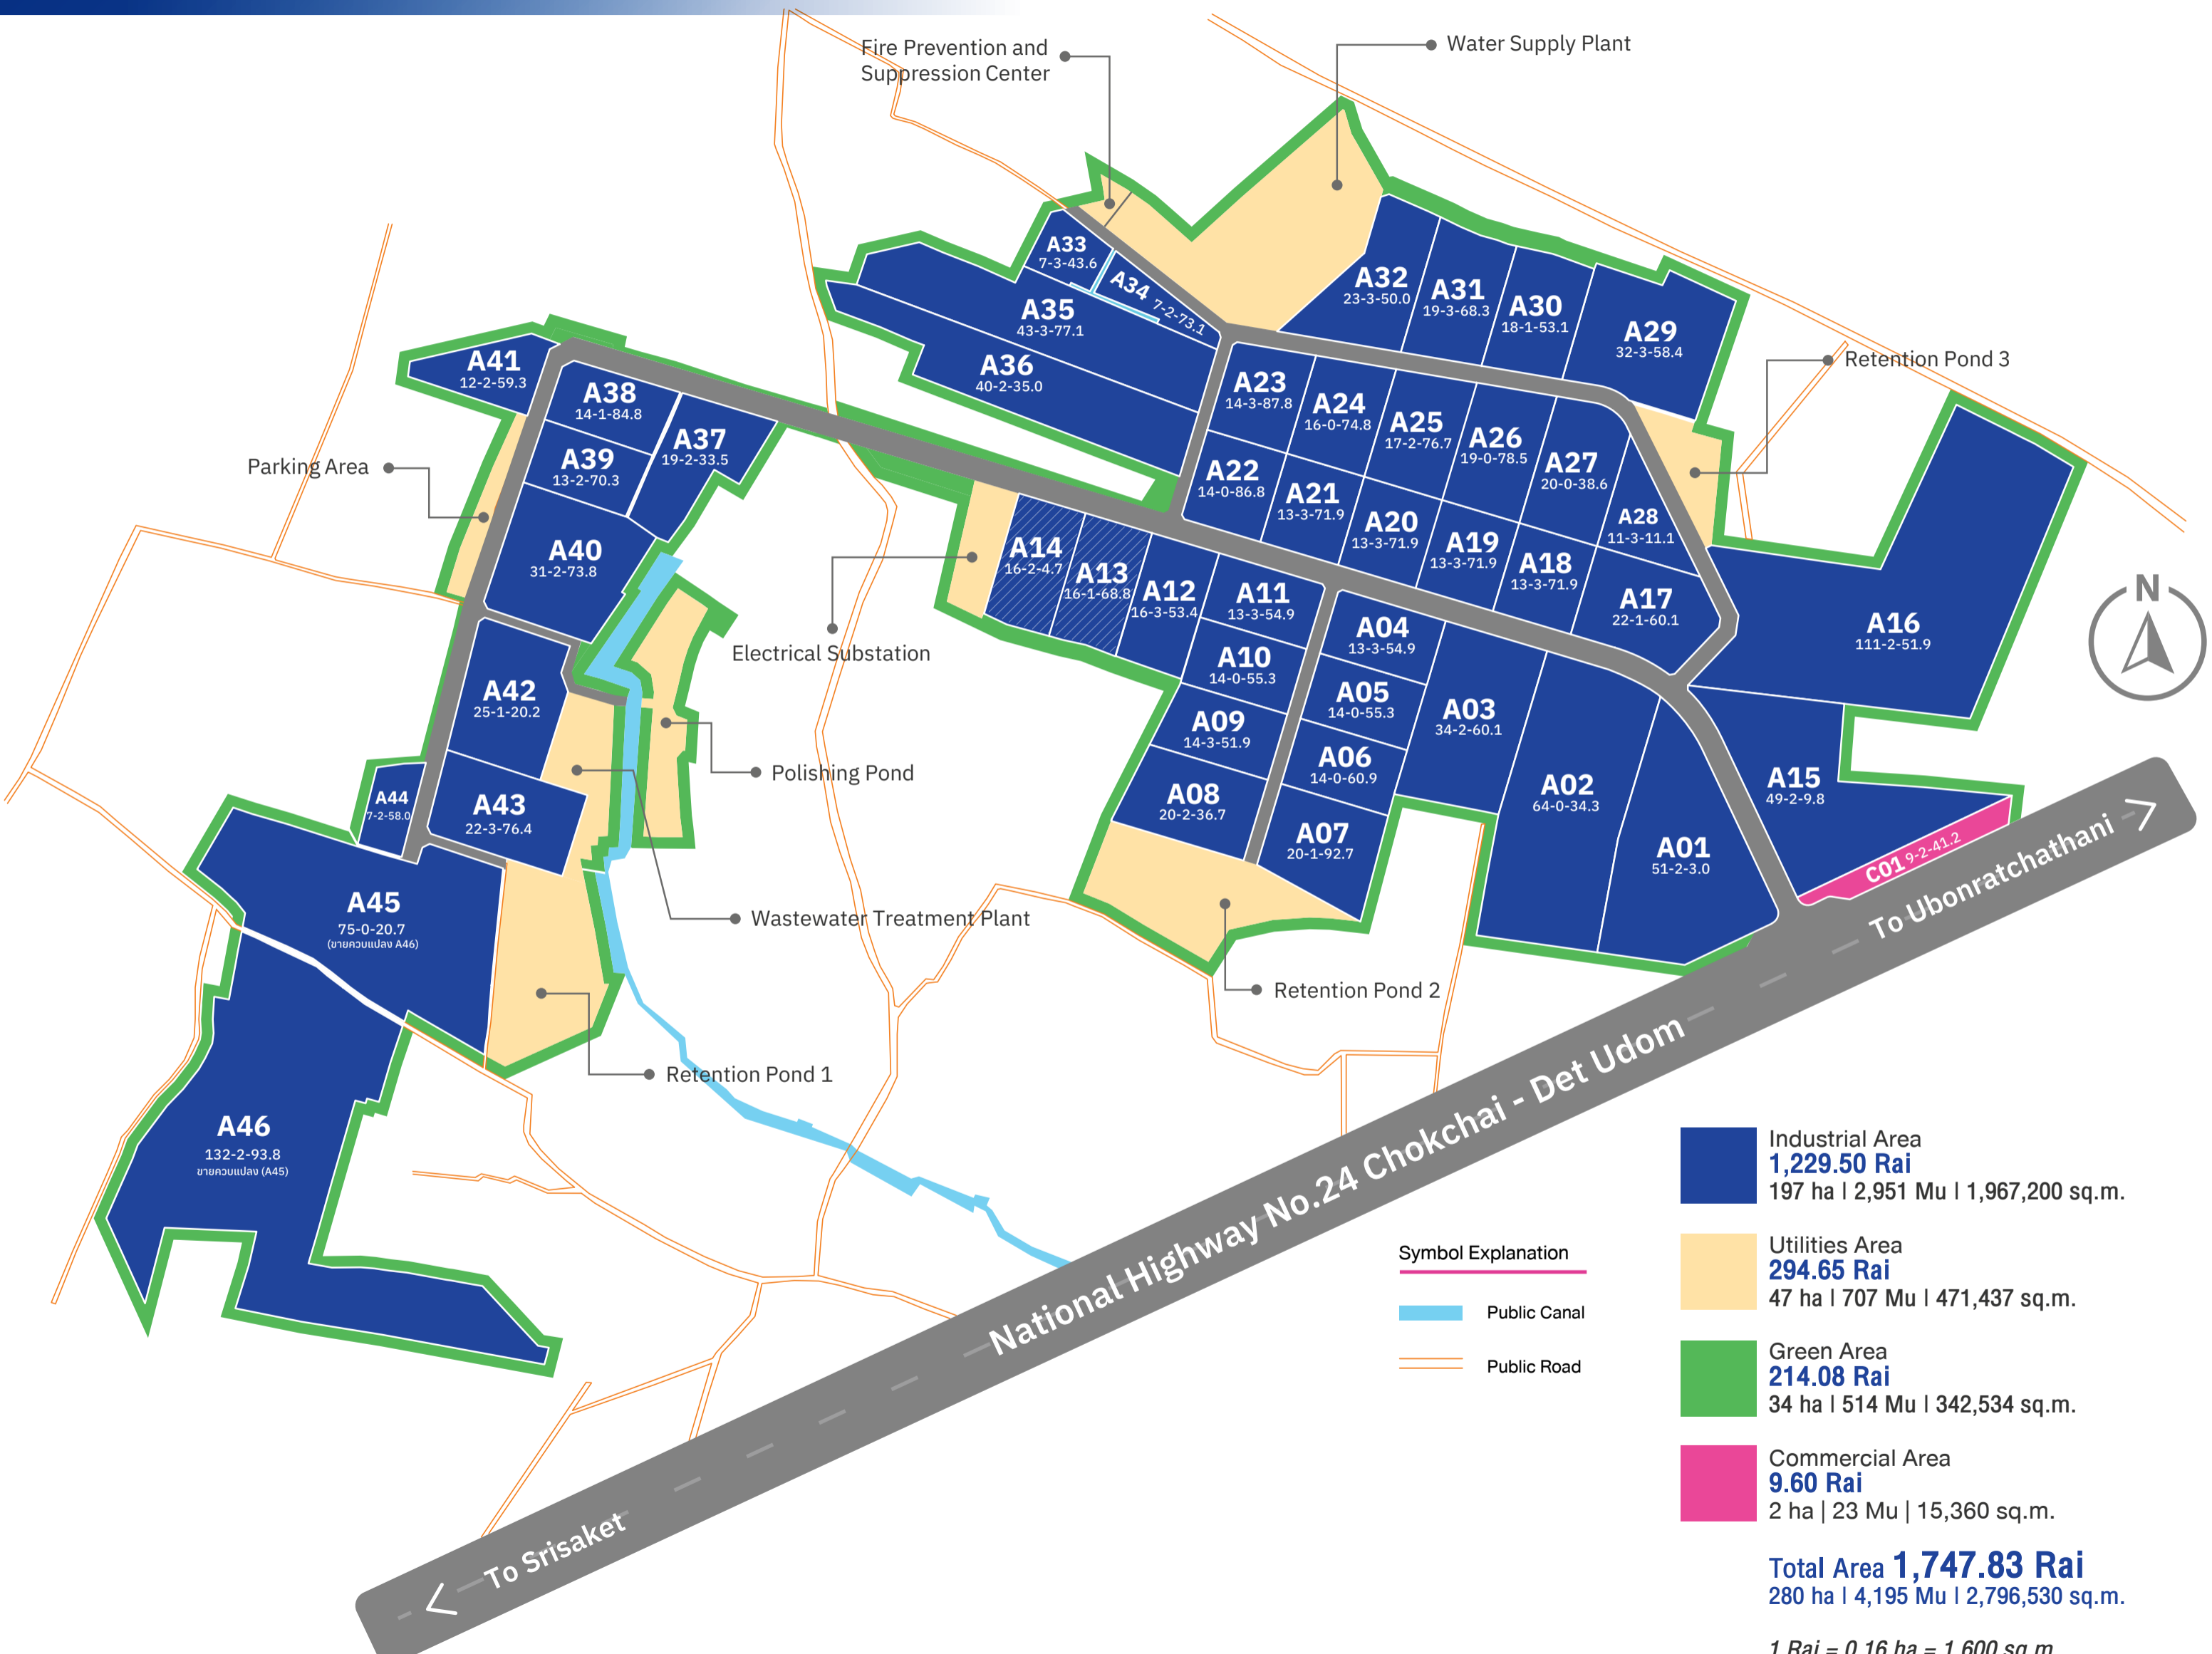 Fire Prevention and
Suppression Center
Water Supply Plant
A33
7-3-43.6
A34 7-2-73.1
A35
43-3-77.1
A36
40-2-35.0
A32
23-3-50.0
A31
19-3-68.3
A30
18-1-53.1
A29
32-3-58.4
Retention Pond 3
A41
12-2-59.3
A38
14-1-84.8
A37
19-2-33.5
A39
13-2-70.3
Parking Area
A40
31-2-73.8
A23
14-3-87.8
A24
16-0-74.8
A25
17-2-76.7
A26
19-0-78.5
A27
20-0-38.6
A28
11-3-11.1
A22
14-0-86.8
A21
13-3-71.9
A20
13-3-71.9
A19
13-3-71.9
A18
13-3-71.9
A17
22-1-60.1
A16
111-2-51.9
N
A14
16-2-4.7
A13
16-1-68.8
A12
16-3-53.4
A11
13-3-54.9
A10
14-0-55.3
A09
14-3-51.9
A08
20-2-36.7
A04
13-3-54.9
A05
14-0-55.3
A06
14-0-60.9
A07
20-1-92.7
A03
34-2-60.1
A02
64-0-34.3
A01
51-2-3.0
A15
49-2-9.8
C01 9-2-41.2
Electrical Substation
A42
25-1-20.2
Polishing Pond
A44
7-2-58.0
A43
22-3-76.4
A45
75-0-20.7
(ขายควบแปลง A46)
Wastewater Treatment Plant
Retention Pond 2
Retention Pond 1
A46
132-2-93.8
ขายควบแปลง (A45)
To Ubonratchathani
National Highway No.24 Chokchai - Det Udom
To Srisaket
Symbol Explanation
Public Canal
Public Road
Industrial Area
1,229.50 Rai
197 ha | 2,951 Mu | 1,967,200 sq.m.
Utilities Area
294.65 Rai
47 ha | 707 Mu | 471,437 sq.m.
Green Area
214.08 Rai
34 ha | 514 Mu | 342,534 sq.m.
Commercial Area
9.60 Rai
2 ha | 23 Mu | 15,360 sq.m.
Total Area 1,747.83 Rai
280 ha | 4,195 Mu | 2,796,530 sq.m.
1 Rai = 0.16 ha = 1,600 sq.m.